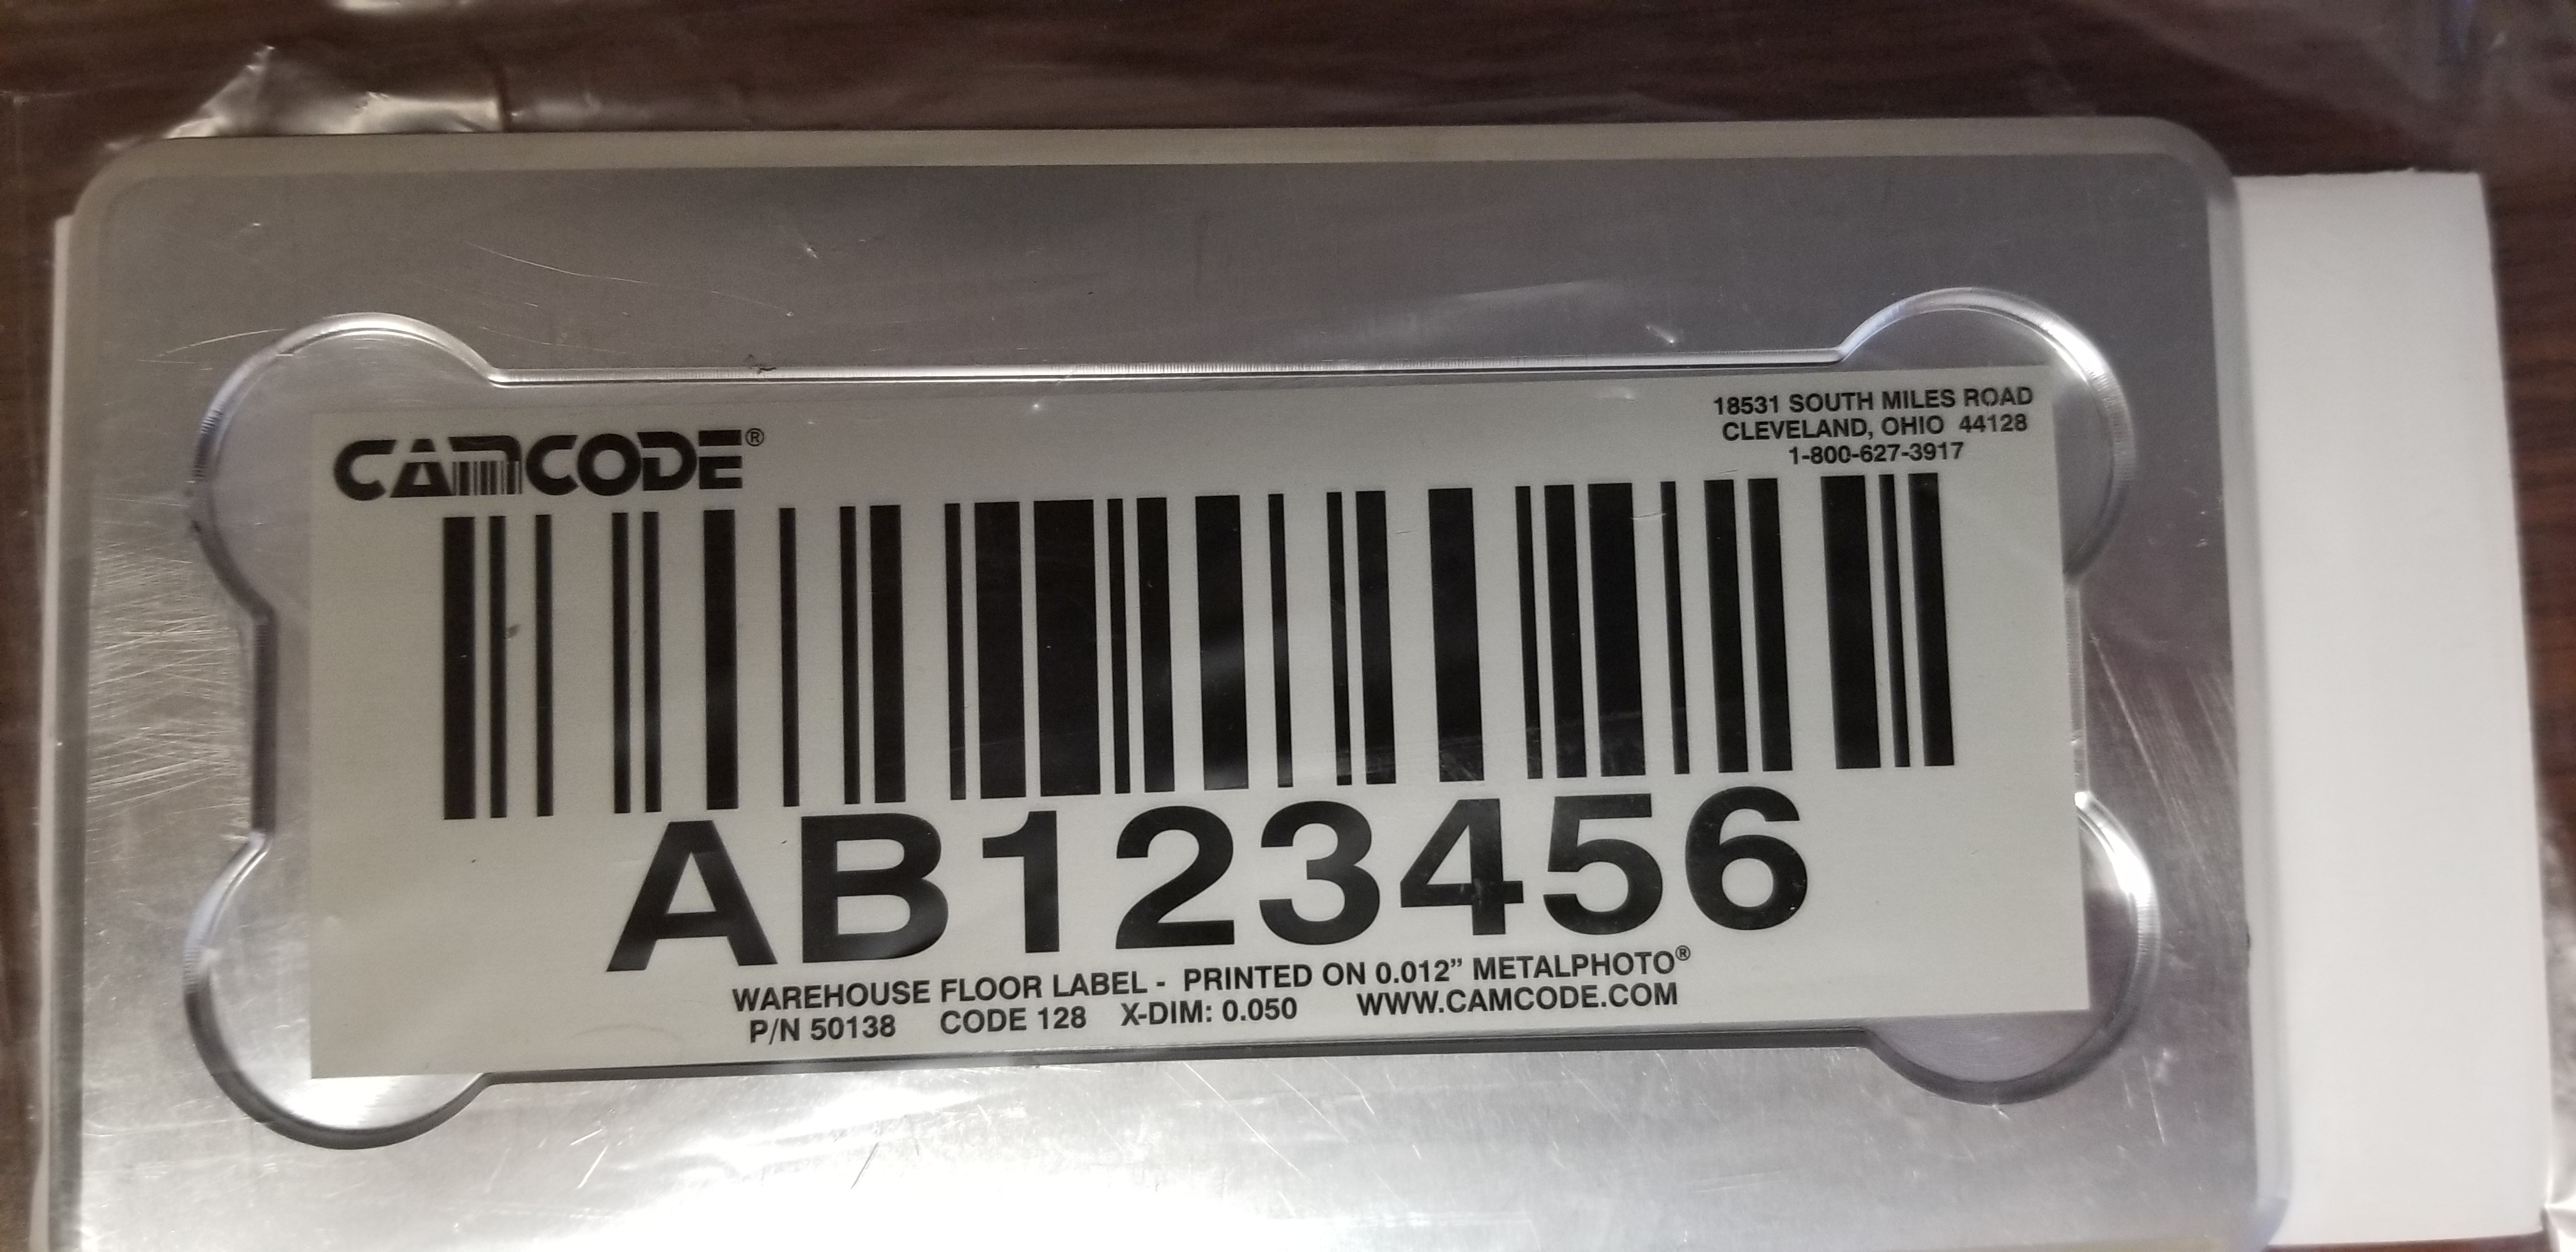 CAMCODE®
18531 SOUTH MILES ROAD
CLEVELAND, OHIO 44128
1-800-627-3917
AB123456
WAREHOUSE FLOOR LABEL - PRINTED ON 0.012” METALPHOTO®
P/N 50138 CODE 128 X-DIM: 0.050 WWW.CAMCODE.COM